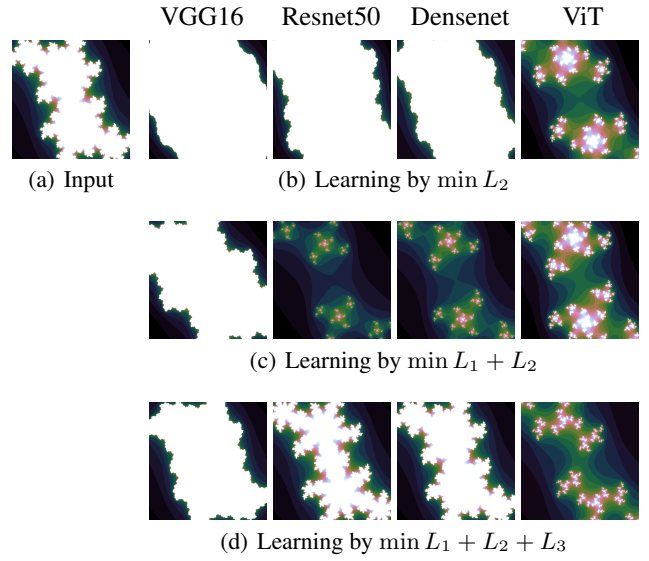 VGG16 Resnet50 Densenet ViT
(a) Input
(b) Learning by min L₂
(c) Learning by min L₁ + L₂
(d) Learning by min L₁ + L₂ + L₃